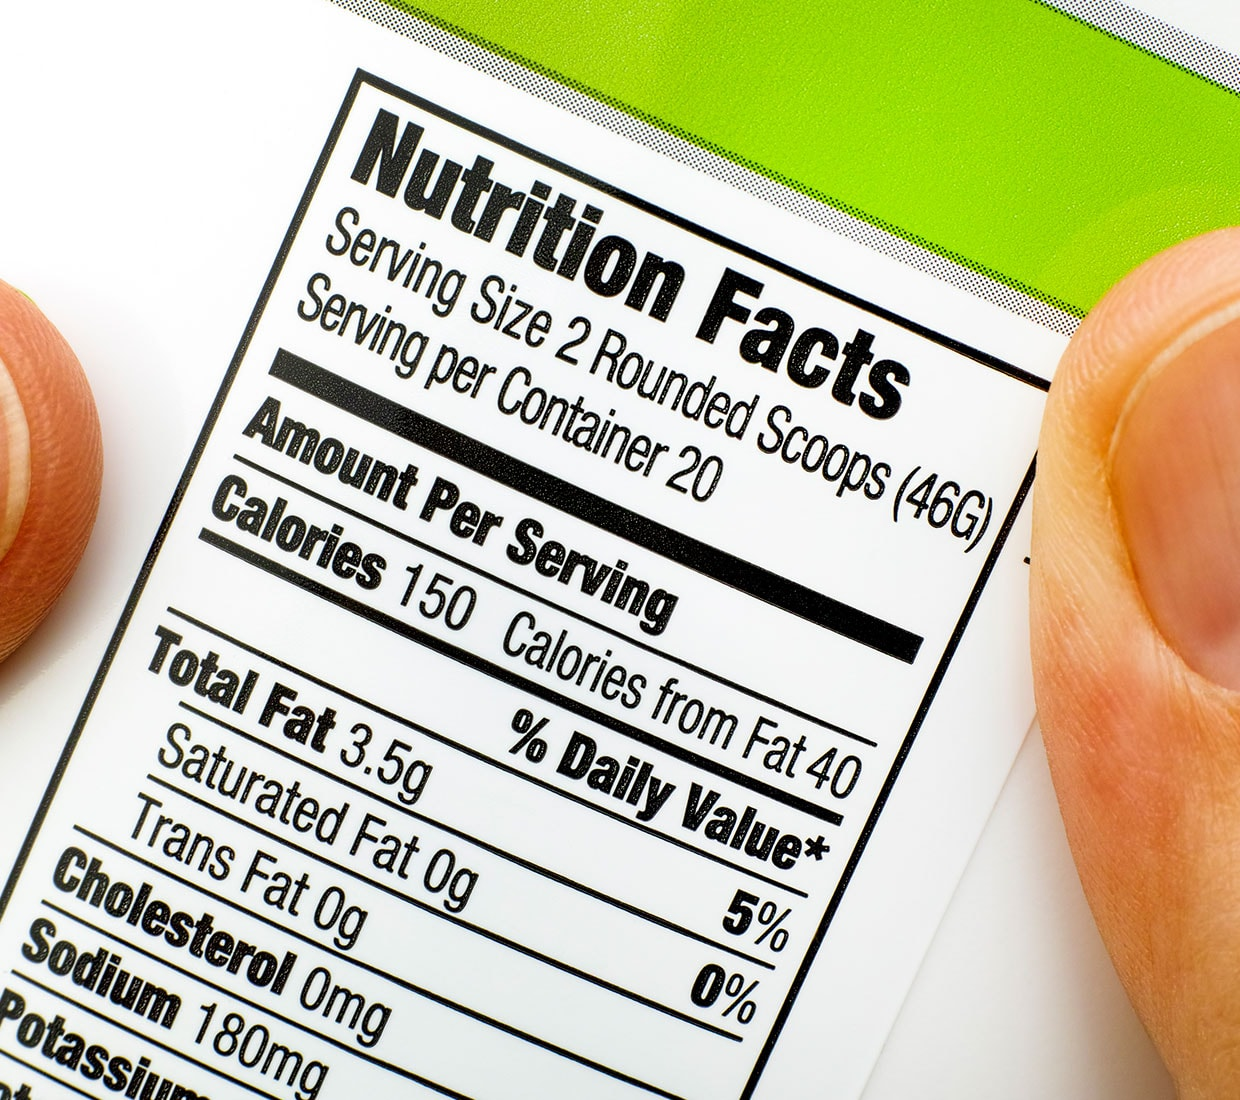 Nutrition Facts
Serving Size 2 Rounded Scoops (46G)
Serving per Container 20
Amount Per Serving
Calories 150 Calories from Fat 40
% Daily Value*
Total Fat 3.5g 5%
Saturated Fat 0g 0%
Trans Fat 0g
Cholesterol 0mg
Sodium 180mg
Potassium